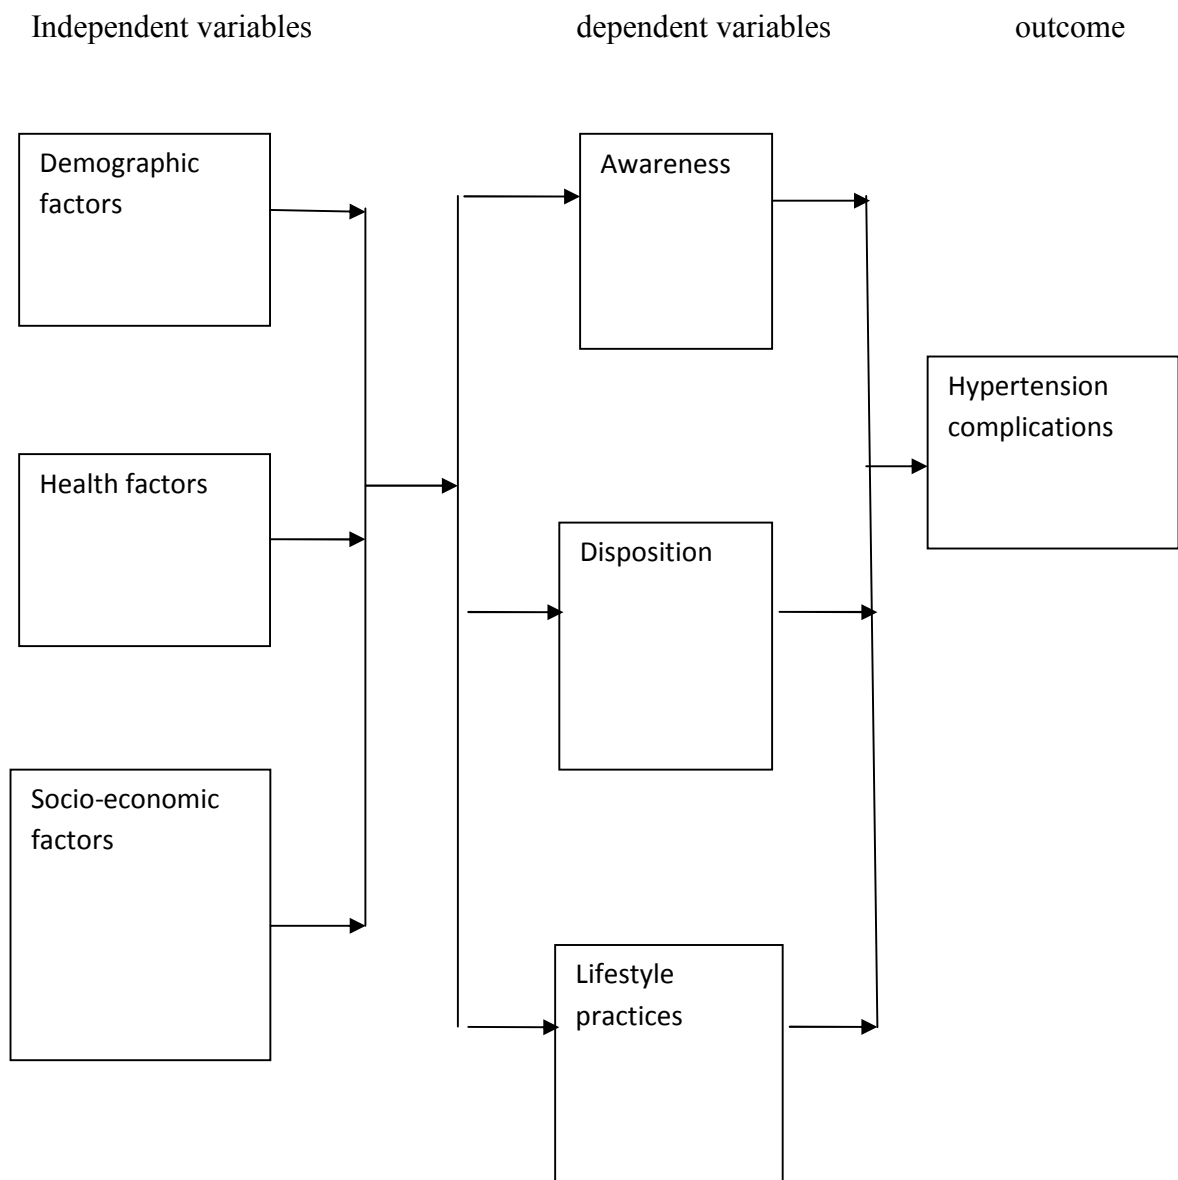 Independent variables dependent variables outcome
Demographic
factors
Awareness
Hypertension
complications
Health factors
Disposition
Socio-economic
factors
Lifestyle
practices